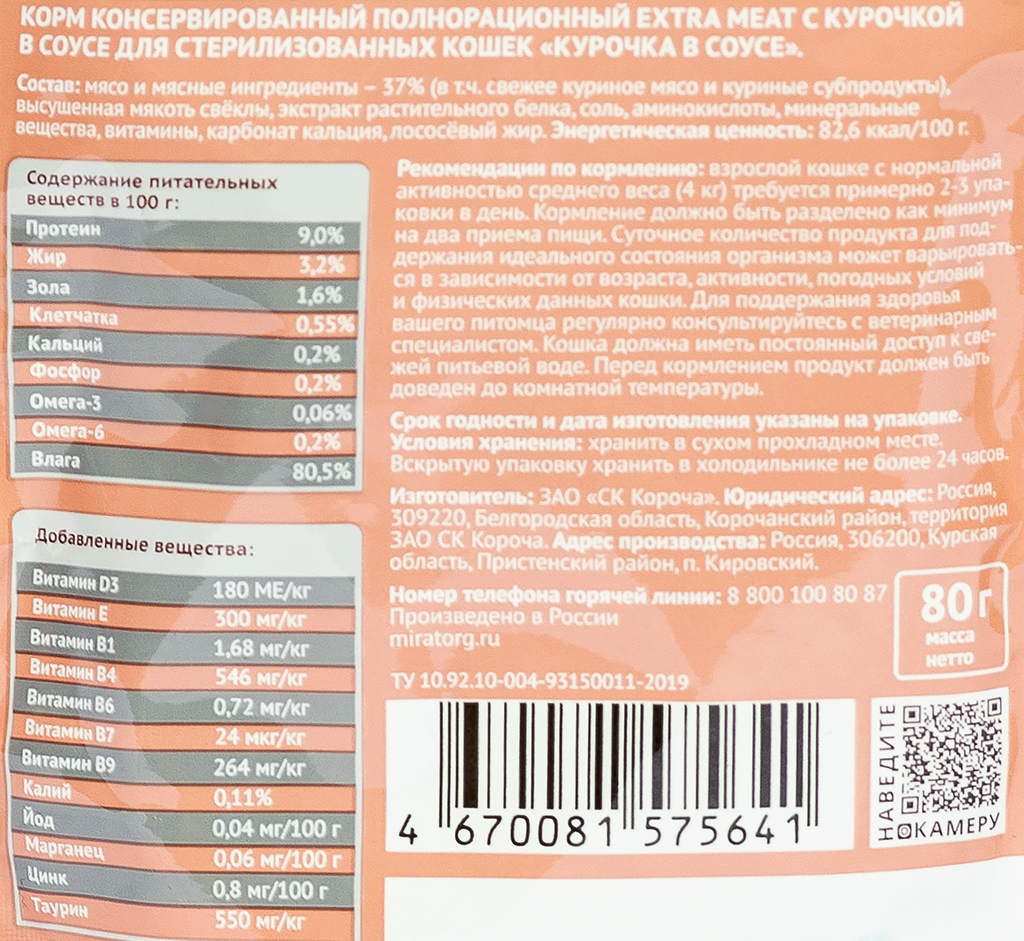 КОРМ КОНСЕРВИРОВАННЫЙ ПОЛНОРАЦИОННЫЙ EXTRA MEAT С КУРОЧКОЙ
В СОУСЕ ДЛЯ СТЕРИЛИЗОВАННЫХ КОШЕК «КУРОЧКА В СОУСЕ».
Состав: мясо и мясные ингредиенты – 37% (в т.ч. свежее куриное мясо и куриные субпродукты),
высушенная мякоть свёклы, экстракт растительного белка, соль, аминокислоты, минеральные
вещества, витамины, карбонат кальция, лососёвый жир. Энергетическая ценность: 82,6 ккал/100 г.
Содержание питательных
веществ в 100 г:
Протеин 9,0%
Жир 3,2%
Зола 1,6%
Клетчатка 0,55%
Кальций 0,2%
Фосфор 0,2%
Омега-3 0,06%
Омега-6 0,2%
Влага 80,5%
Добавленные вещества:
Витамин D3 180 МЕ/кг
Витамин E 300 мг/кг
Витамин B1 1,68 мг/кг
Витамин B4 546 мг/кг
Витамин B6 0,72 мг/кг
Витамин B7 24 мкг/кг
Витамин B9 264 мг/кг
Калий 0,11%
Йод 0,04 мг/100 г
Марганец 0,06 мг/100 г
Цинк 0,8 мг/100 г
Таурин 550 мг/кг
Рекомендации по кормлению: взрослой кошке с нормальной
активностью среднего веса (4 кг) требуется примерно 2-3 упа-
ковки в день. Кормление должно быть разделено как минимум
на два приема пищи. Суточное количество продукта для под-
держания идеального состояния организма может варьировать-
ся в зависимости от возраста, активности, погодных условий
и физических данных кошки. Для поддержания здоровья
вашего питомца регулярно консультируйтесь с ветеринарным
специалистом. Кошка должна иметь постоянный доступ к све-
жей питьевой воде. Перед кормлением продукт должен быть
доведен до комнатной температуры.
Срок годности и дата изготовления указаны на упаковке.
Условия хранения: хранить в сухом прохладном месте.
Вскрытую упаковку хранить в холодильнике не более 24 часов.
Изготовитель: ЗАО «СК Короча». Юридический адрес: Россия,
309220, Белгородская область, Корочанский район, территория
ЗАО СК Короча. Адрес производства: Россия, 306200, Курская
область, Пристенский район, п. Кировский.
Номер телефона горячей линии: 8 800 100 80 87
Произведено в России
miratorg.ru
80 г
масса
нетто
ТУ 10.92.10-004-93150011-2019
4 670081 575641
НАВЕДИТЕ
КАМЕРУ